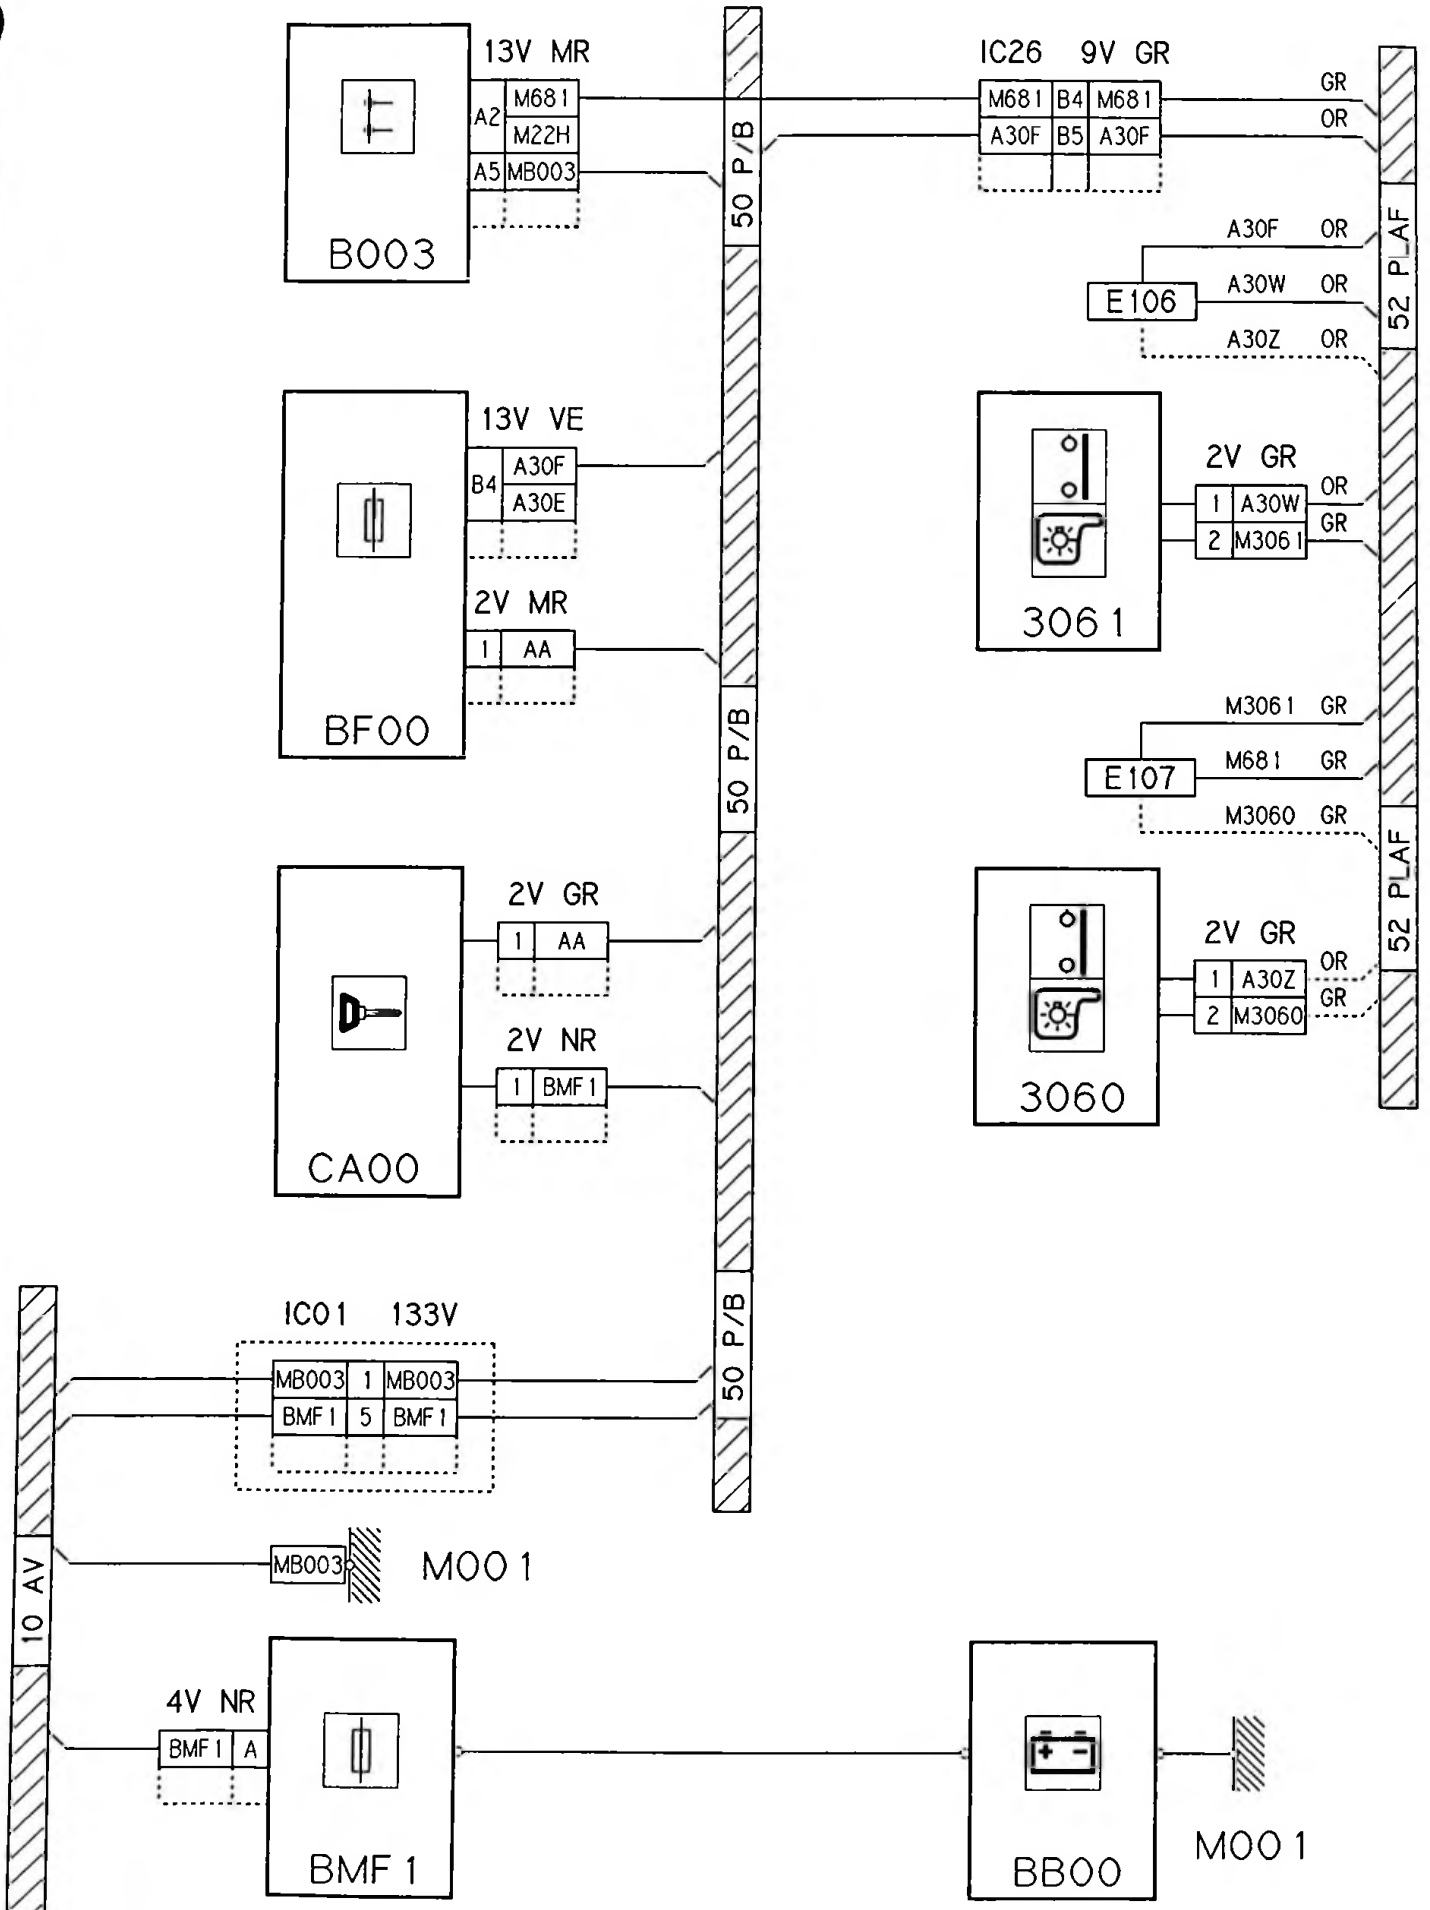 13V MR
A2 M681
M22H
A5 MB003
B003
50 P/B
IC26 9V GR
M681 B4 M681 GR
A30F B5 A30F OR
52 PLAF
A30F OR
E106 A30W OR
A30Z OR
13V VE
B4 A30F
A30E
2V MR
1 AA
BF00
2V GR
1 A30W OR
2 M3061 GR
3061
50 P/B
M3061 GR
E107 M681 GR
M3060 GR
52 PLAF
2V GR
1 AA
2V NR
1 BMF1
CA00
2V GR
1 A30Z OR
2 M3060 GR
3060
50 P/B
IC01 133V
MB003 1 MB003
BMF1 5 BMF1
10 AV
MB003 M001
4V NR
BMF1 A
BMF1
+ -
BB00
M001